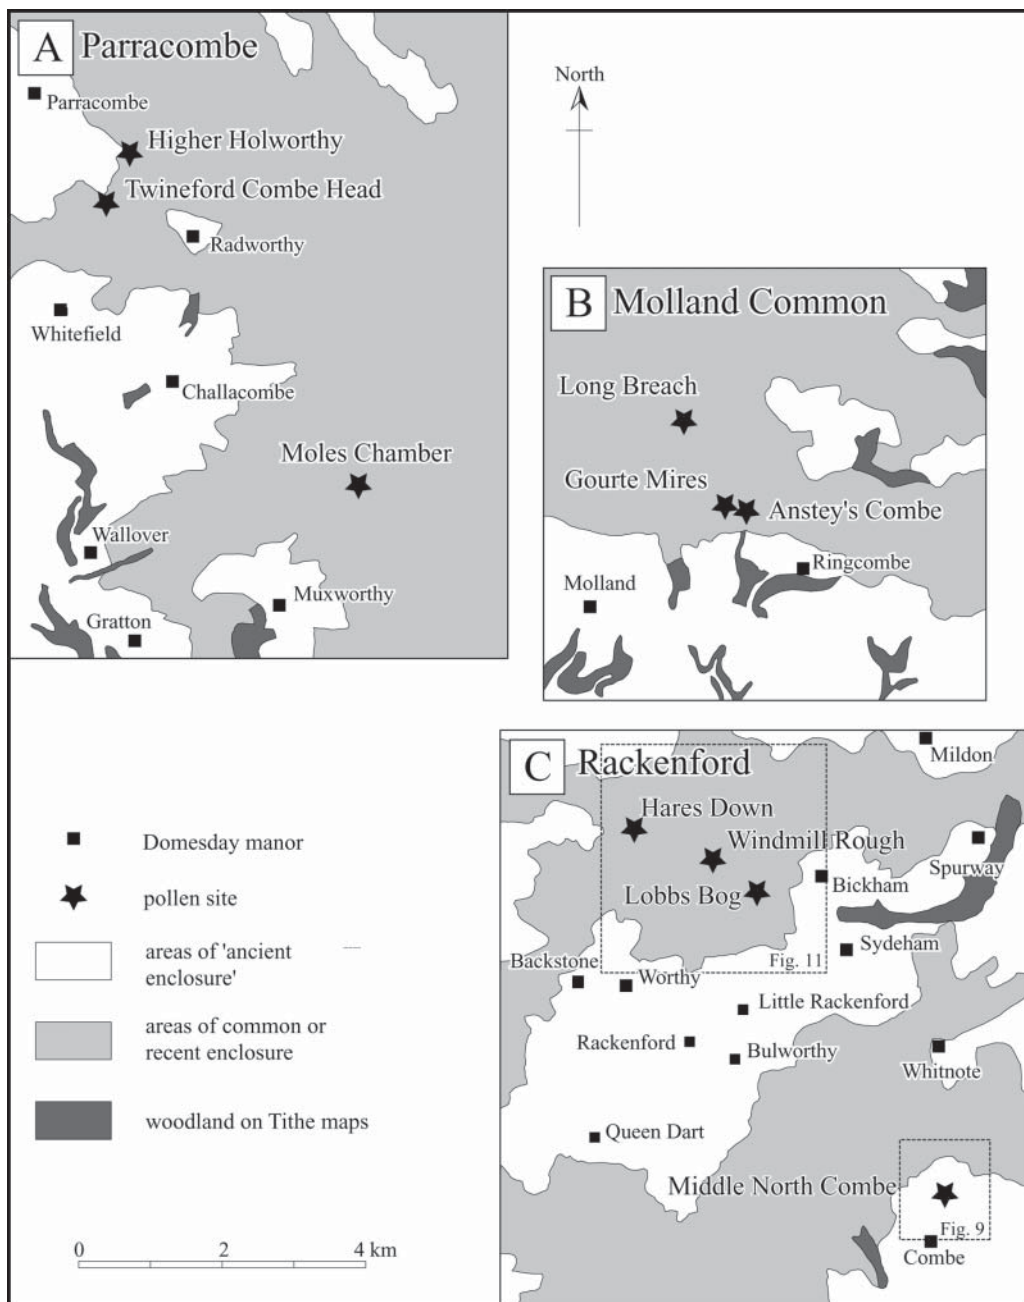 A Parracombe
Parracombe
Higher Holworthy
Twineford Combe Head
Radworthy
Whitefield
Challacombe
Moles Chamber
Wallover
Muxworthy
Gratton
North
B Molland Common
Long Breach
Gourte Mires
Anstey's Combe
Ringcombe
Molland
C Rackenford
Mildon
Hares Down
Windmill Rough
Spurway
Lobbs Bog
Bickham
Sydeham
Fig. 11
Backstone
Worthy
Little Rackenford
Rackenford
Bulworthy
Whitnote
Queen Dart
Middle North Combe
Fig. 9
Combe
Domesday manor
pollen site
areas of 'ancient
enclosure'
areas of common or
recent enclosure
woodland on Tithe maps
0 2 4 km